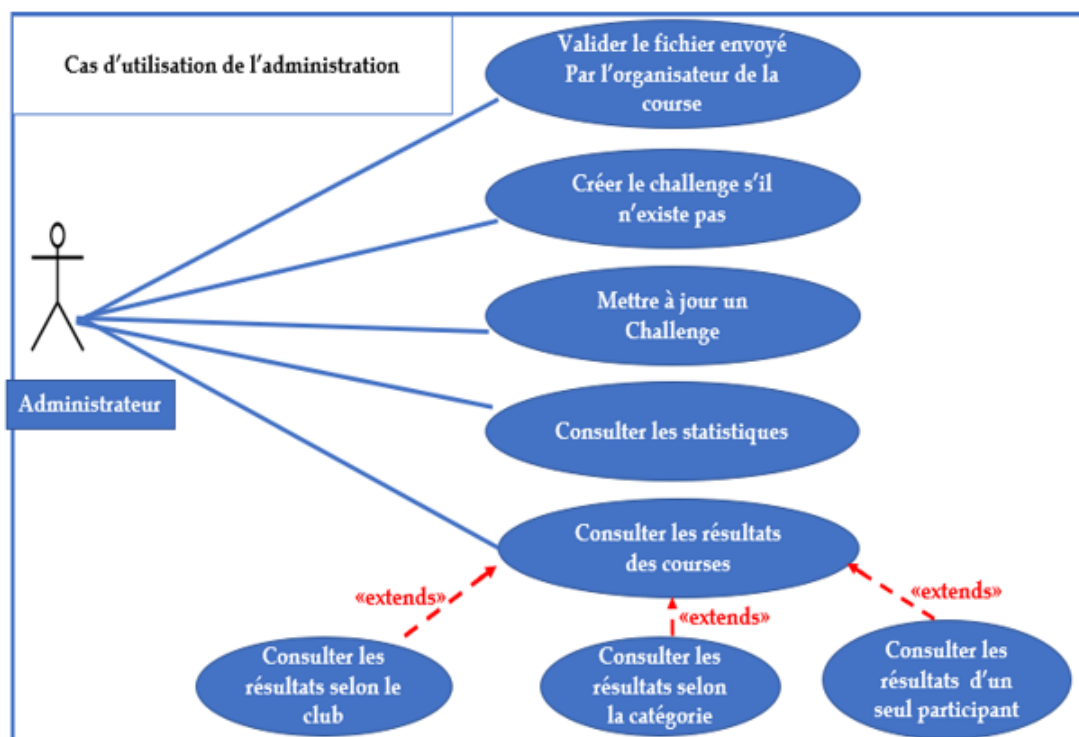 Cas d'utilisation de l'administration
Valider le fichier envoyé
Par l'organisateur de la
course
Créer le challenge s'il
n'existe pas
Mettre à jour un
Challenge
Administrateur
Consulter les statistiques
Consulter les résultats
des courses
«extends»
«extends»
«extends»
Consulter les
résultats selon le
club
Consulter les
résultats selon
la catégorie
Consulter les
résultats d'un
seul participant